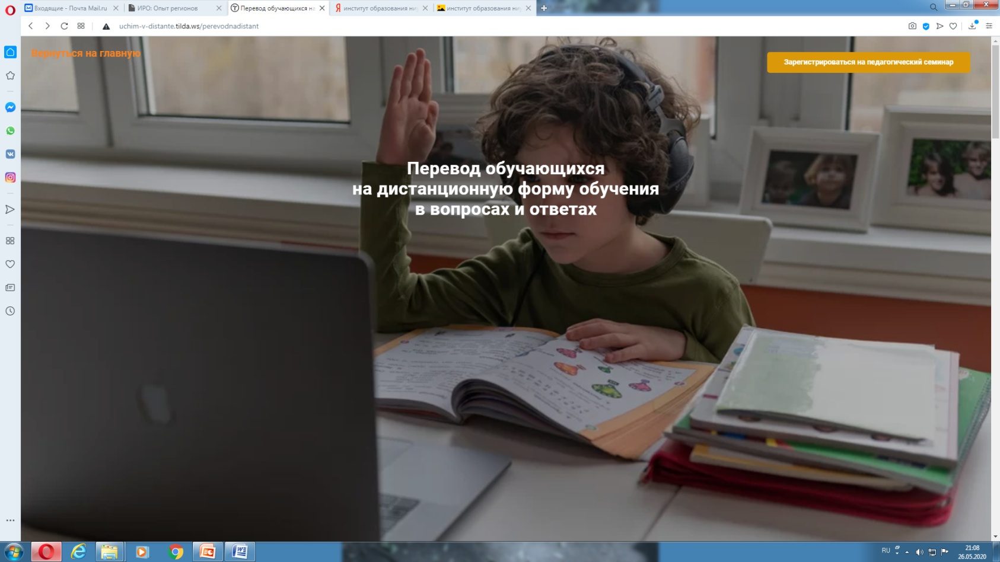 Входящие - Почта Mail.ru
ИРО: Опыт регионов
Перевод обучающихся на
институт образования ниу
институт образования ниу
uchim-v-distante.tilda.ws/perevodnadistant
Вернуться на главную
Зарегистрироваться на педагогический семинар
Перевод обучающихся
на дистанционную форму обучения
в вопросах и ответах
RU
21:08
26.05.2020